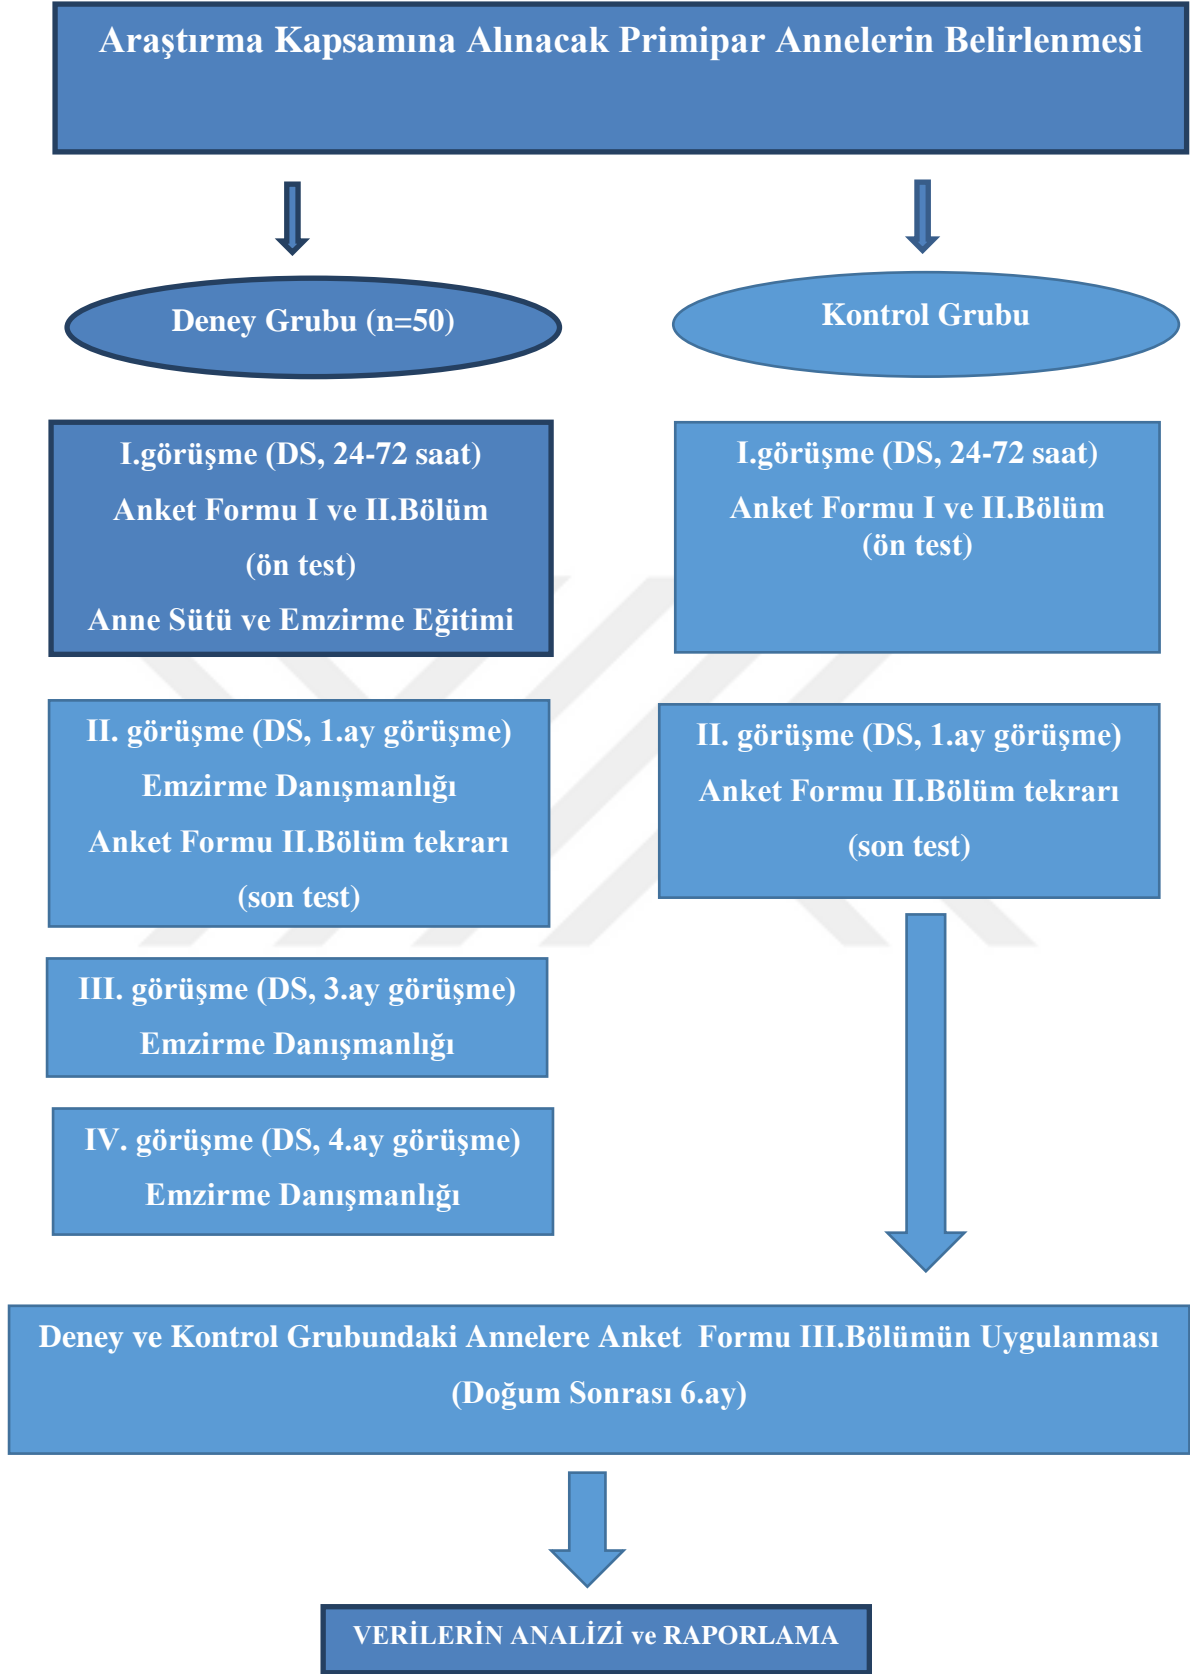 Araştırma Kapsamına Alınacak Primipar Annelerin Belirlenmesi
Deney Grubu (n=50)
Kontrol Grubu
I.görüşme (DS, 24-72 saat)
Anket Formu I ve II.Bölüm
(ön test)
Anne Sütü ve Emzirme Eğitimi
I.görüşme (DS, 24-72 saat)
Anket Formu I ve II.Bölüm
(ön test)
II. görüşme (DS, 1.ay görüşme)
Emzirme Danışmanlığı
Anket Formu II.Bölüm tekrarı
(son test)
II. görüşme (DS, 1.ay görüşme)
Anket Formu II.Bölüm tekrarı
(son test)
III. görüşme (DS, 3.ay görüşme)
Emzirme Danışmanlığı
IV. görüşme (DS, 4.ay görüşme)
Emzirme Danışmanlığı
Deney ve Kontrol Grubundaki Annelere Anket Formu III.Bölümün Uygulanması
(Doğum Sonrası 6.ay)
VERİLERİN ANALİZİ ve RAPORLAMA